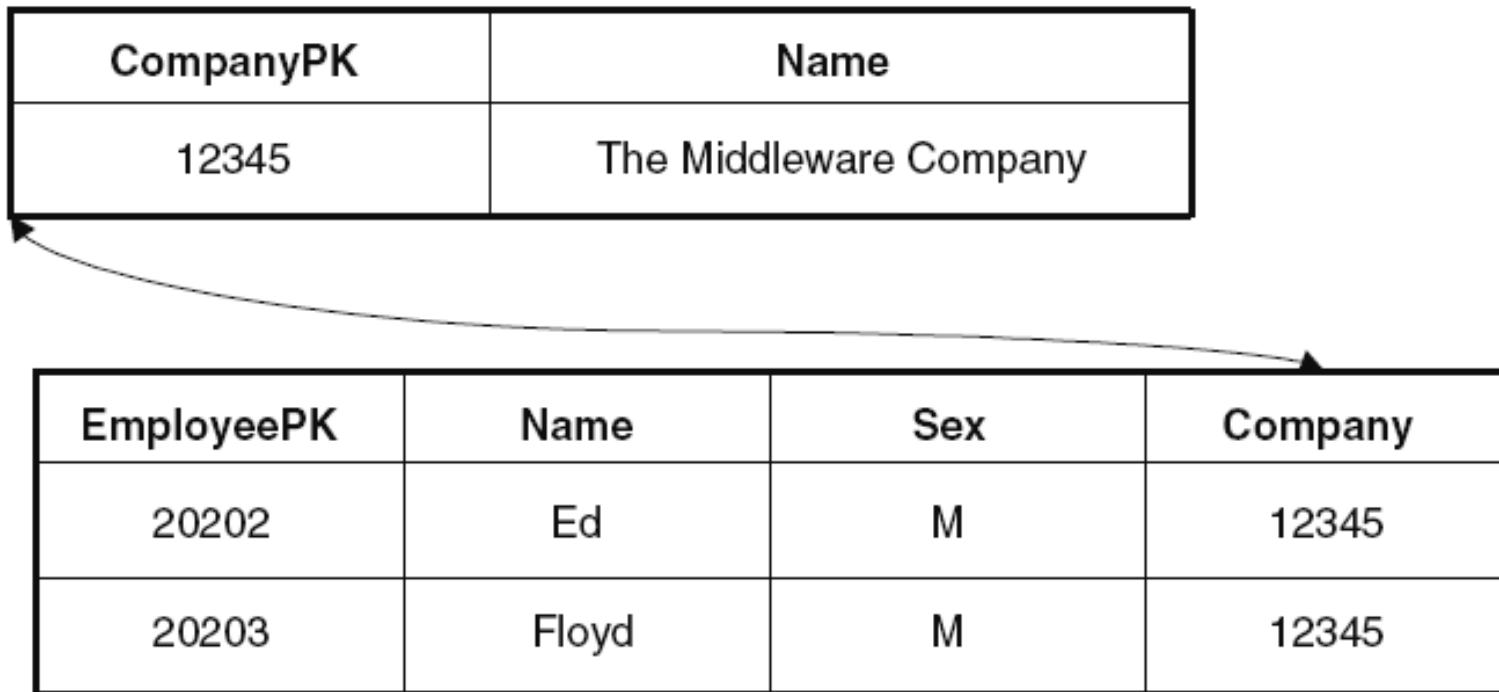 CompanyPK Name
12345 The Middleware Company
EmployeePK Name Sex Company
20202 Ed M 12345
20203 Floyd M 12345